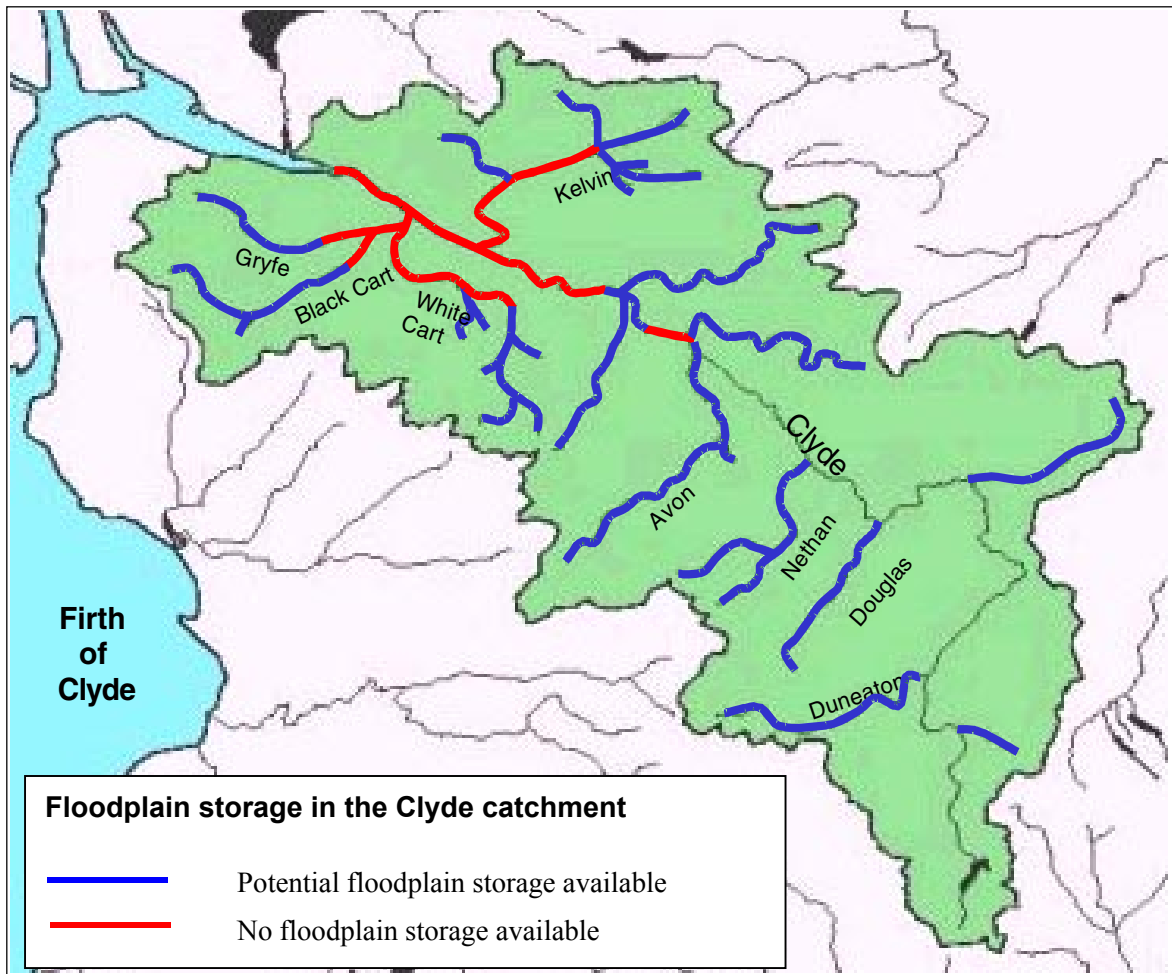 Kelvin
Gryfe
Black Cart
White
Cart
Clyde
Avon
Nethan
Douglas
Duneaton
Firth
of
Clyde
Floodplain storage in the Clyde catchment
Potential floodplain storage available
No floodplain storage available